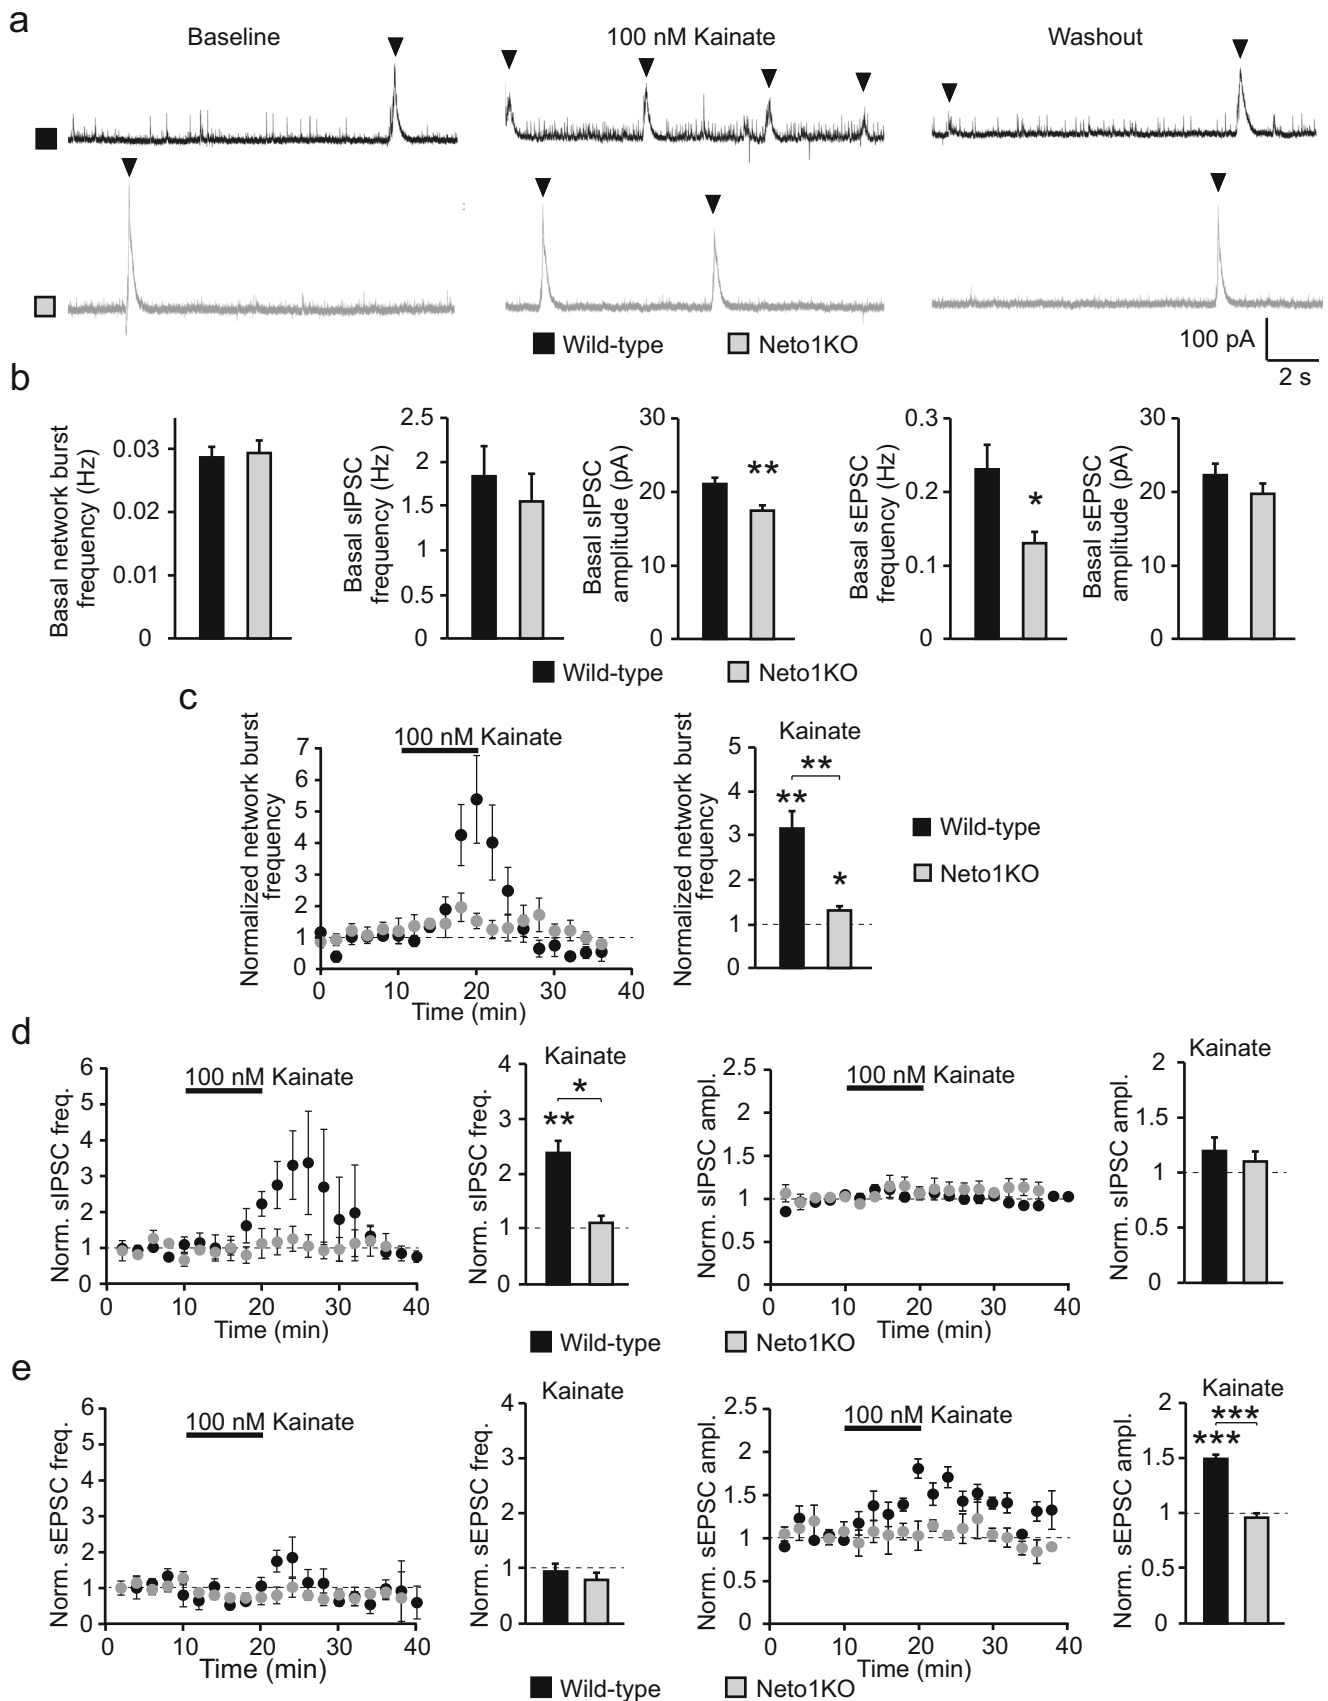 a
Baseline
100 nM Kainate
Washout
Wild-type
Neto1KO
100 pA
2 s
b
Basal network burst
frequency (Hz)
0.03
0.02
0.01
0
Basal sIPSC
frequency (Hz)
2.5
2
1.5
1
0.5
0
Basal sIPSC
amplitude (pA)
30
20
10
0
**
Basal sEPSC
frequency (Hz)
0.3
0.2
0.1
0
*
Basal sEPSC
amplitude (pA)
30
20
10
0
Wild-type
Neto1KO
c
Normalized network burst
frequency
100 nM Kainate
7
6
5
4
3
2
1
0
0
10
20
30
40
Time (min)
Normalized network burst
frequency
Kainate
5
4
3
2
1
0
**
**
*
Wild-type
Neto1KO
d
Norm. sIPSC freq.
100 nM Kainate
6
5
4
3
2
1
0
0
10
20
30
40
Time (min)
Norm. sIPSC freq.
Kainate
4
3
2
1
0
*
**
Norm. sIPSC ampl.
100 nM Kainate
2.5
2
1.5
1
0.5
0
0
10
20
30
40
Time (min)
Norm. sIPSC ampl.
Kainate
2
1.5
1
0.5
0
Wild-type
Neto1KO
e
Norm. sEPSC freq.
100 nM Kainate
6
5
4
3
2
1
0
0
10
20
30
40
Time (min)
Norm. sEPSC freq.
Kainate
4
3
2
1
0
Norm. sEPSC ampl.
100 nM Kainate
2.5
2
1.5
1
0.5
0
0
10
20
30
40
Time (min)
Norm. sEPSC ampl.
Kainate
2
1.5
1
0.5
0
***
***
Wild-type
Neto1KO